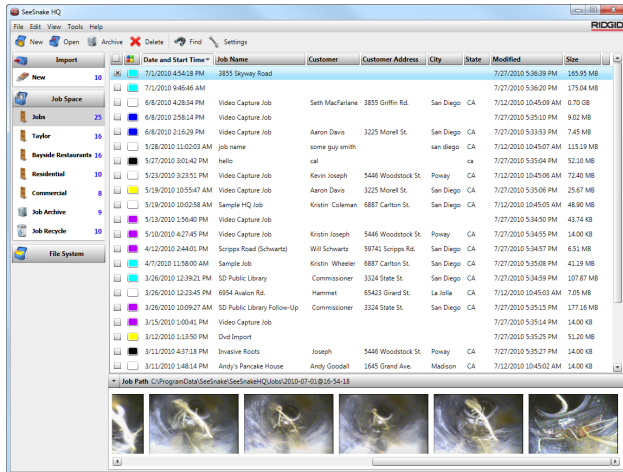 SeeSnake HQ
File Edit View Tools Help
RIDGID
New Open Archive Delete Find Settings
Import
New 10
Job Space
Jobs 25
Taylor 16
Bayside Restaurants 16
Residential 10
Commercial 8
Job Archive 9
Job Recycle 10
File System
Date and Start Time Job Name Customer Customer Address City State Modified Size
7/1/2010 4:54:18 PM 3855 Skyway Road 7/27/2010 5:36:39 PM 165.95 MB
7/1/2010 9:46:46 AM 7/27/2010 5:36:20 PM 175.04 MB
6/8/2010 4:28:34 PM Video Capture Job Seth MacFarlane 3855 Griffin Rd. San Diego CA 7/12/2010 10:45:09 AM 0.70 GB
6/8/2010 2:58:14 PM Video Capture Job 7/27/2010 5:35:10 PM 9.02 MB
6/8/2010 2:16:29 PM Video Capture Job Aaron Davis 3225 Morell St. San Diego CA 7/27/2010 5:33:53 PM 7.45 MB
5/28/2010 11:02:03 AM job name some guy smith san diego CA 7/12/2010 10:45:07 AM 115.19 MB
5/27/2010 3:01:42 PM hello cal ca 7/27/2010 5:35:04 PM 52.10 MB
5/23/2010 3:23:51 PM Video Capture Job Kevin Joseph 5446 Woodstock St. Poway CA 7/12/2010 10:45:06 AM 72.40 MB
5/19/2010 10:55:47 AM Video Capture Job Aaron Davis 3225 Morell St. San Diego CA 7/27/2010 5:35:06 PM 25.67 MB
5/19/2010 10:02:58 AM Sample HQ Job Kristin Coleman 6887 Carlton St. San Diego CA 7/12/2010 10:45:05 AM 48.90 MB
5/13/2010 1:56:40 PM Video Capture Job 7/27/2010 5:34:50 PM 43.74 KB
5/10/2010 4:27:45 PM Video Capture Job Kristin Joseph 5446 Woodstock St. Poway CA 7/27/2010 5:34:55 PM 14.00 KB
4/12/2010 2:44:01 PM Scripps Road (Schwartz) Will Schwartz 59741 Scripps Rd. San Diego CA 7/27/2010 5:34:57 PM 6.51 MB
4/7/2010 11:58:00 AM Sample Job Kristin Wheeler 6887 Carlton St. San Diego CA 7/27/2010 5:35:08 PM 41.19 MB
3/26/2010 12:39:21 PM SD Public Library Commissioner 3324 State St. San Diego CA 7/27/2010 5:34:59 PM 107.87 MB
3/26/2010 12:23:45 PM 6954 Avalon Rd. Hammet 65423 Girard St. La Jolla CA 7/12/2010 10:45:03 AM 7.05 MB
3/26/2010 10:09:27 AM SD Public Library Follow-Up Commissioner 3324 State St. San Diego CA 7/27/2010 5:35:15 PM 177.16 MB
3/15/2010 1:00:41 PM Video Capture Job 7/27/2010 5:35:14 PM 14.00 KB
3/12/2010 1:13:50 PM Dvd Import 7/27/2010 5:35:25 PM 51.20 MB
3/11/2010 4:37:18 PM Invasive Roots Joseph 5446 Woodstock St. Poway CA 7/27/2010 5:35:27 PM 14.00 KB
3/11/2010 1:48:14 PM Andy's Pancake House Andy Goodall 1645 Grand Ave. Madison CA 7/12/2010 10:45:02 AM 14.00 KB
Job Path C:\ProgramData\SeeSnake\SeeSnakeHQ\Jobs\2010-07-01@16-54-18